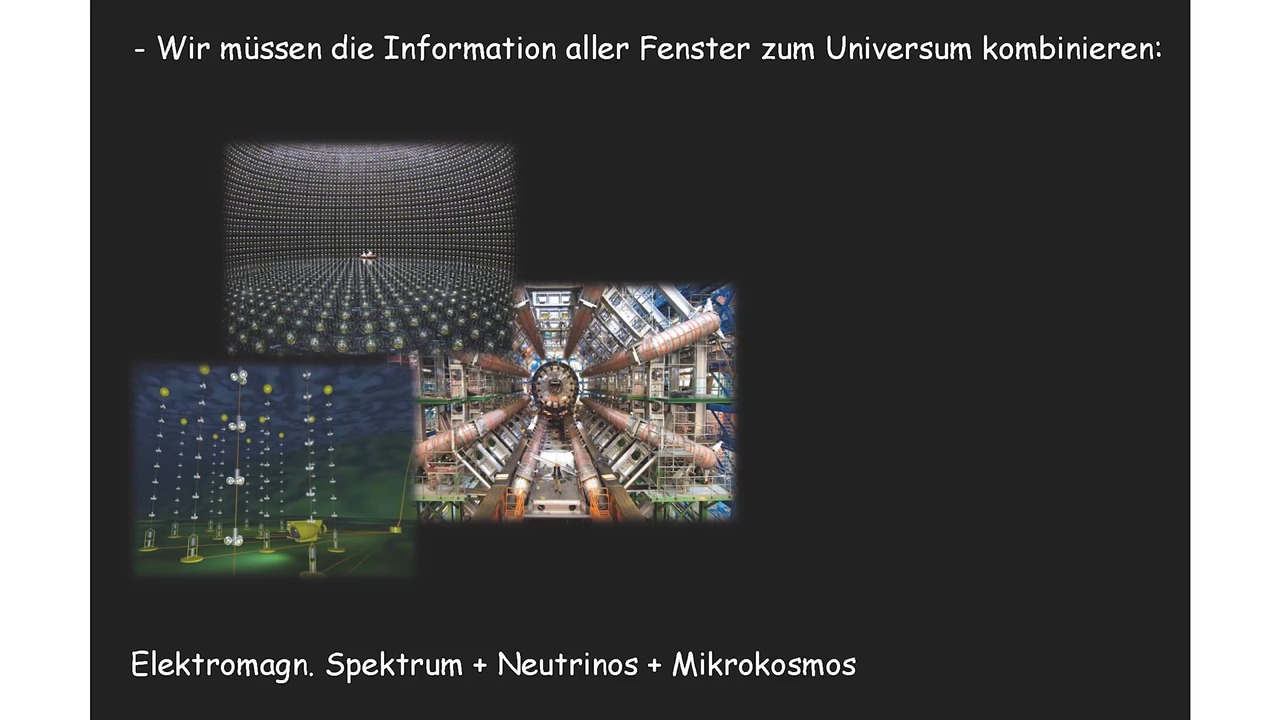 - Wir müssen die Information aller Fenster zum Universum kombinieren:
Elektromagn. Spektrum + Neutrinos + Mikrokosmos